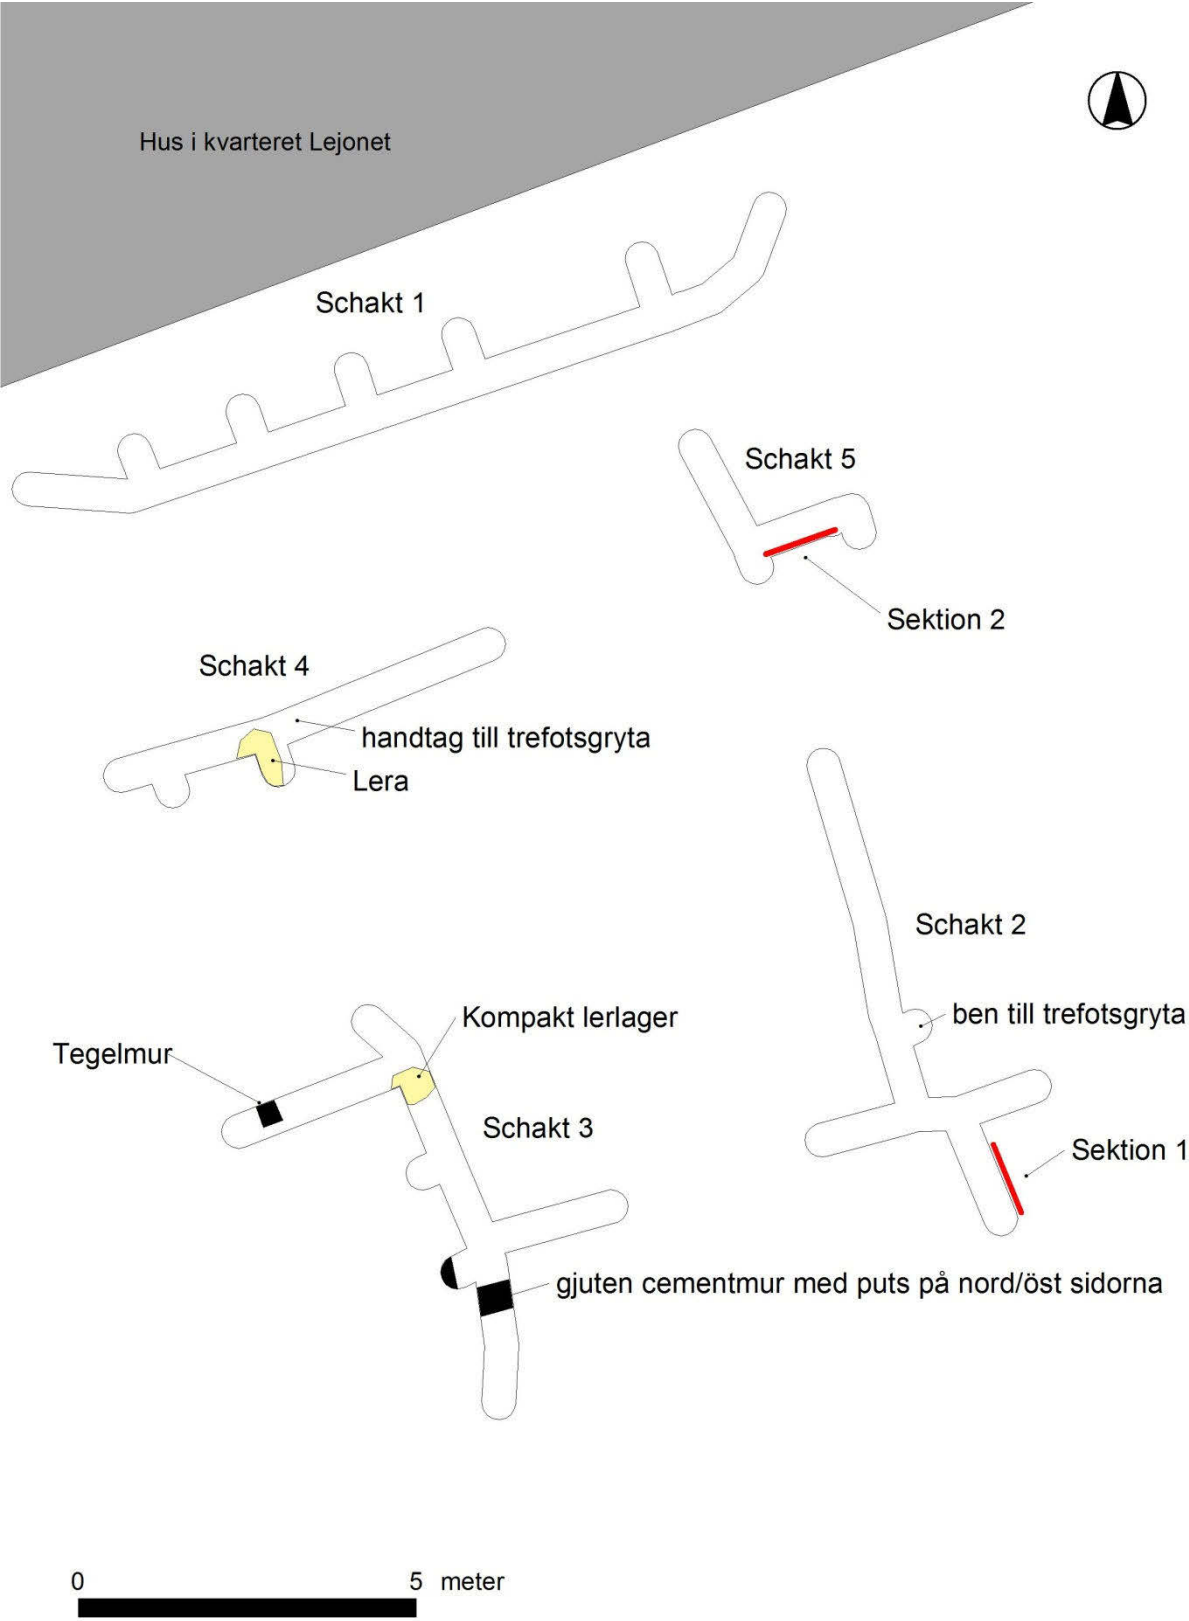 Hus i kvarteret Lejonet
Schakt 1
Schakt 5
Sektion 2
Schakt 4
handtag till trefotsgryta
Lera
Schakt 2
Kompakt lerlager
ben till trefotsgryta
Tegelmur
Schakt 3
Sektion 1
gjuten cementmur med puts på nord/öst sidorna
0 5 meter